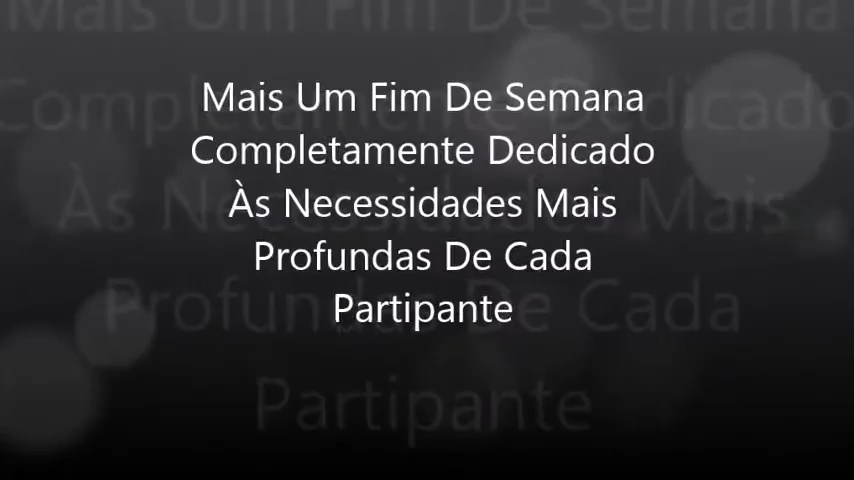 Mais Um Fim De Semana
Completamente Dedicado
Às Necessidades Mais
Profundas De Cada
Partipante